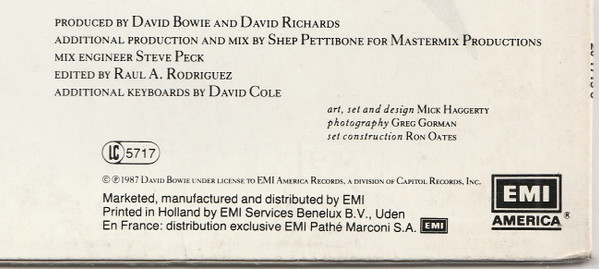 PRODUCED BY DAVID BOWIE AND DAVID RICHARDS
ADDITIONAL PRODUCTION AND MIX BY SHEP PETTIBONE FOR MASTERMIX PRODUCTIONS
MIX ENGINEER STEVE PECK
EDITED BY RAUL A. RODRIGUEZ
ADDITIONAL KEYBOARDS BY DAVID COLE
art, set and design MICK HAGGERTY
photography GREG GORMAN
set construction RON OATES
LC 5717
© ℗ 1987 DAVID BOWIE UNDER LICENSE TO EMI AMERICA RECORDS, A DIVISION OF CAPITOL RECORDS, INC.
Marketed, manufactured and distributed by EMI
Printed in Holland by EMI Services Benelux B.V., Uden
En France: distribution exclusive EMI Pathé Marconi S.A. EMI
EMI
AMERICA®